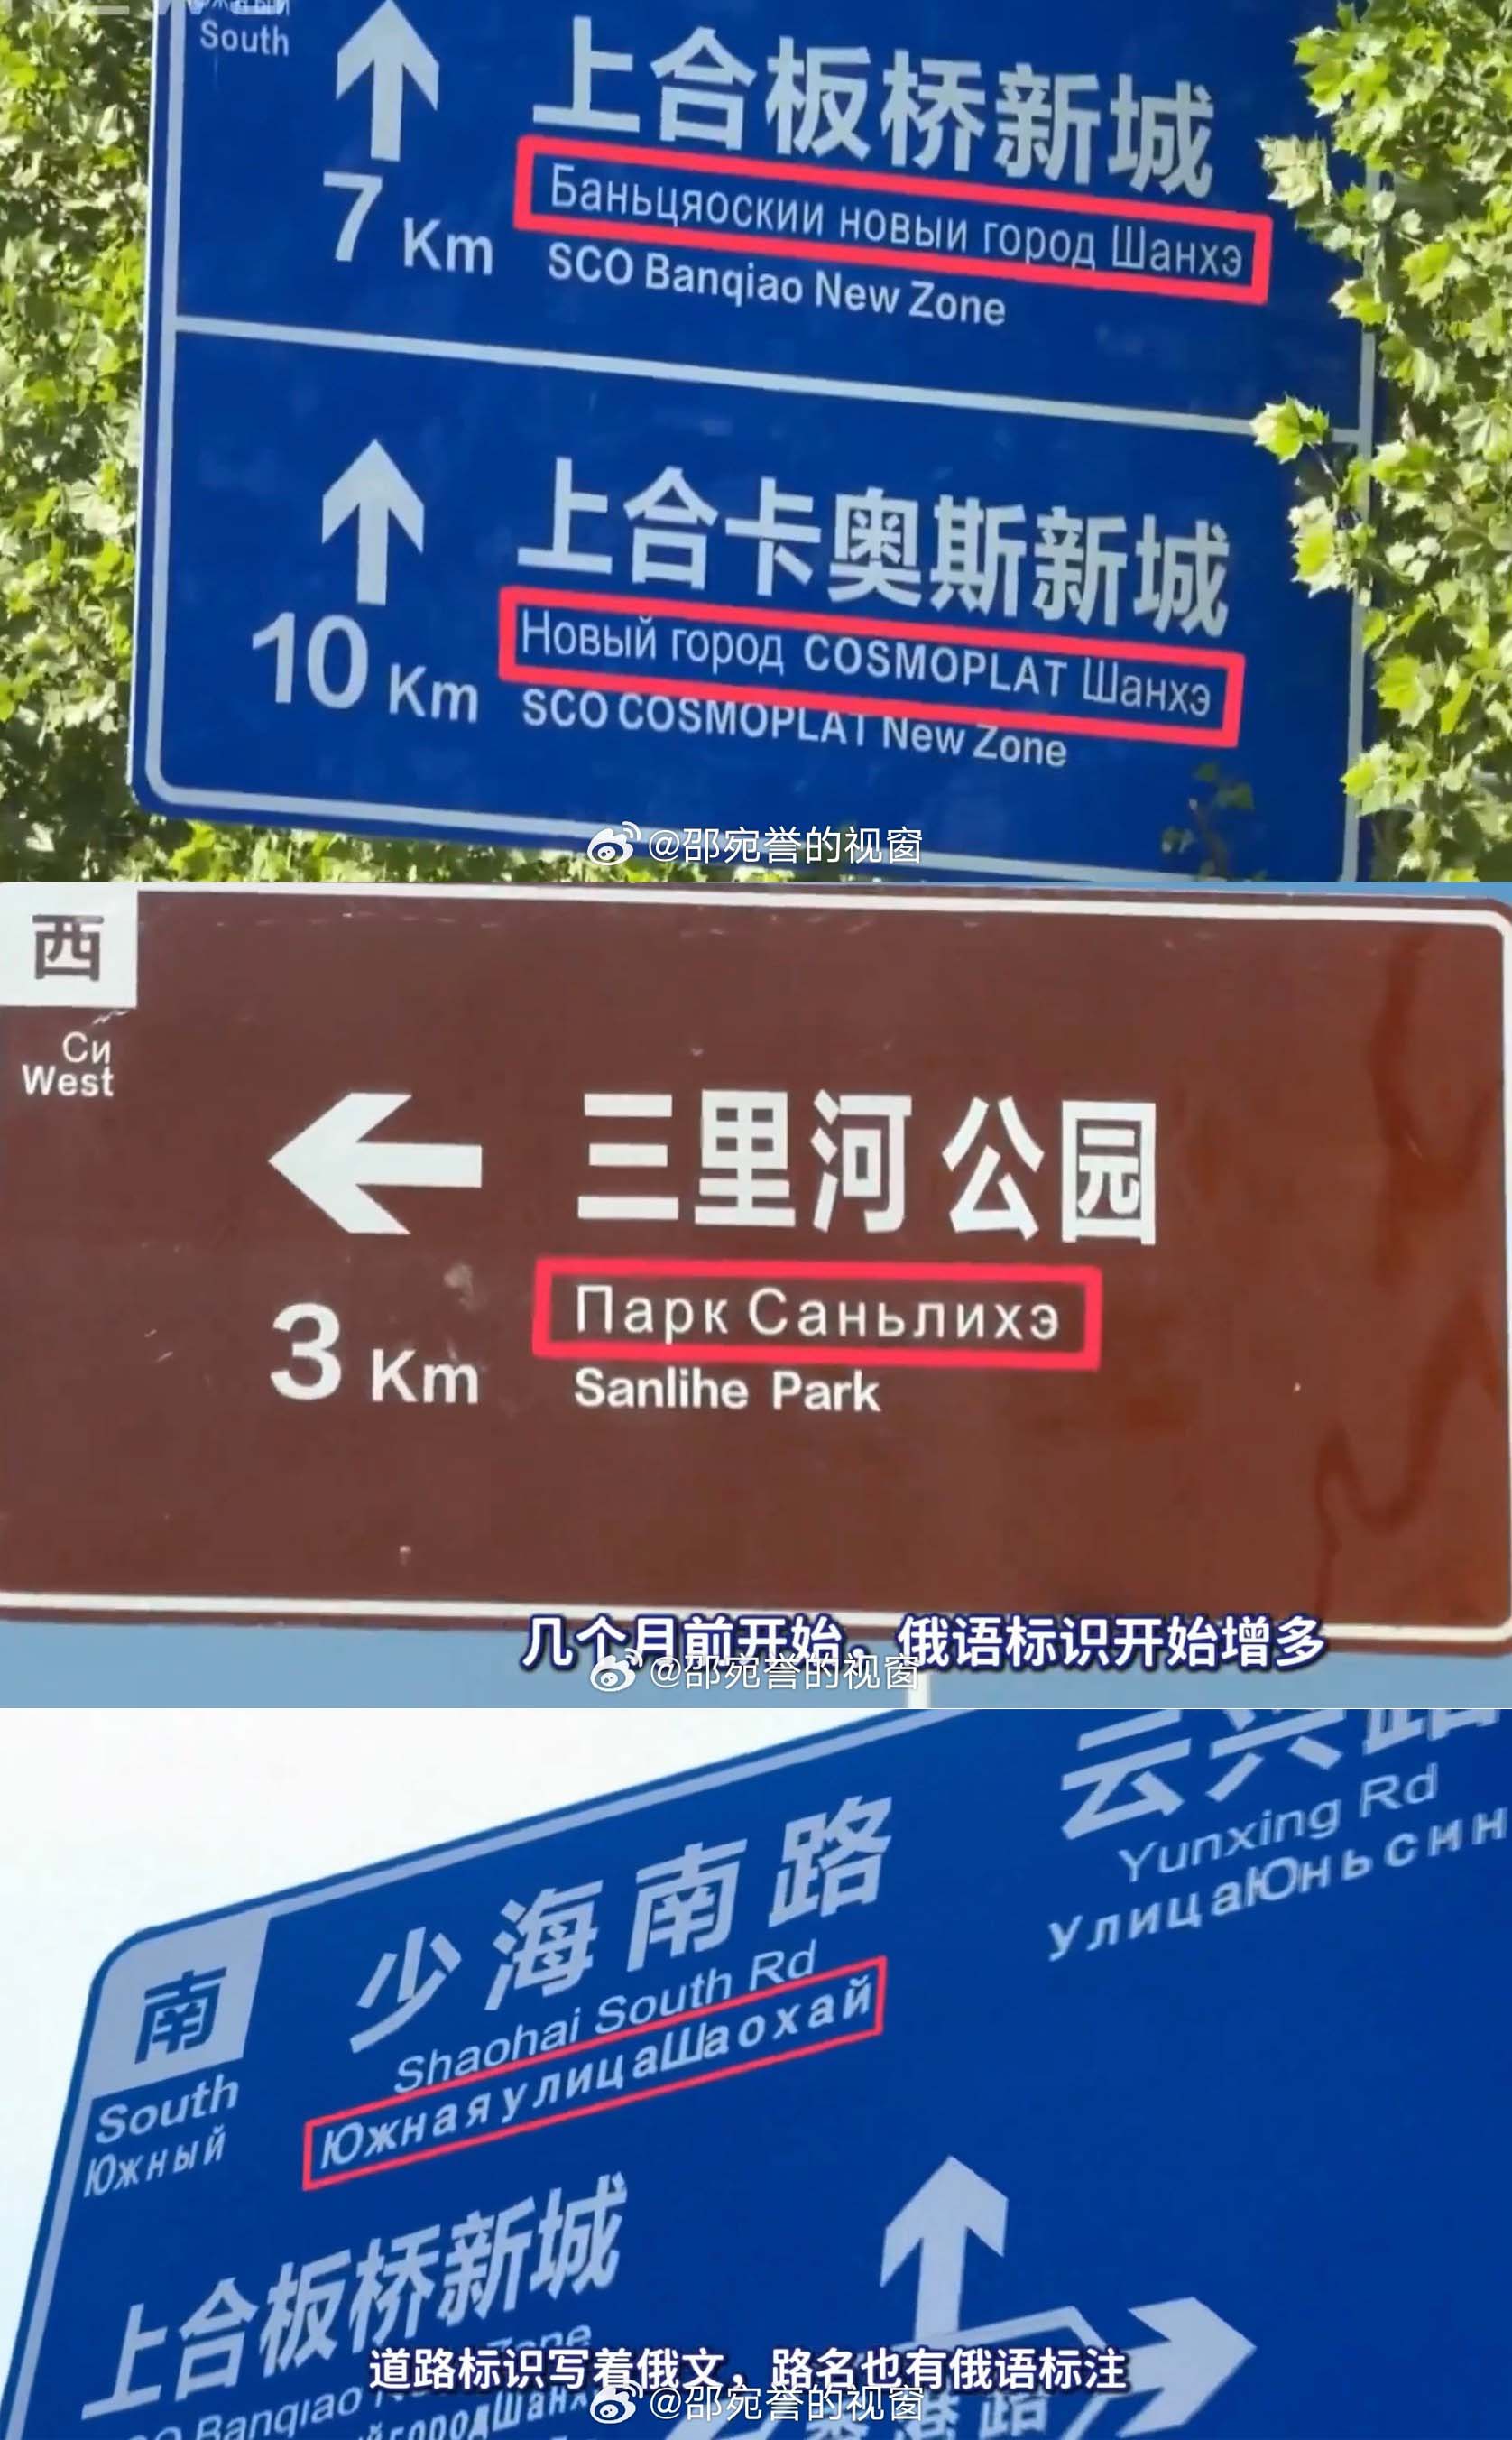 South
上合板桥新城
Баньцяоскии новыи город Шанхэ
7 Km
SCO Banqiao New Zone
上合卡奥斯新城
Новый город COSMOPLAT Шанхэ
10 Km
SCO COSMOPLAT New Zone
@邵宛誉的视窗
西
Си
West
三里河公园
Парк Саньлихэ
3 Km
Sanlihe Park
几个月前开始，俄语标识开始增多
@邵宛誉的视窗
云兴路
Yunxing Rd
УлицаЮньсин
少海南路
Shaohai South Rd
ЮжнаяулицаШаохай
南
South
Южный
上合板桥新城
Banqiao
道路标识写着俄文，路名也有俄语标注
@邵宛誉的视窗